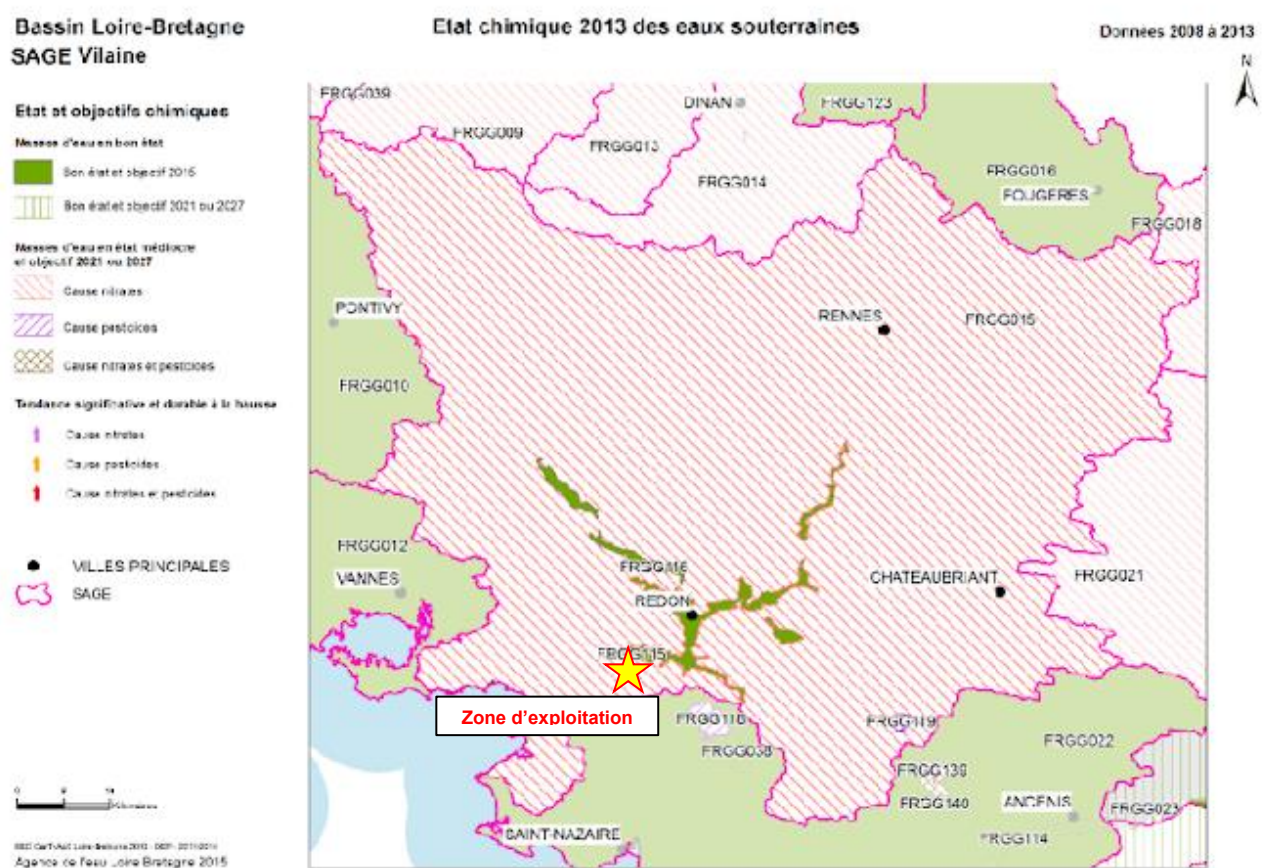 Bassin Loire-Bretagne
SAGE Vilaine
Etat chimique 2013 des eaux souterraines
Données 2008 à 2013
N
Etat et objectifs chimiques
Masses d'eau en bon état
Bon état et objectif 2015
Bon état et objectif 2021 ou 2027
Masses d'eau en état médiocre
et objectif 2021 ou 2027
Cause nitrates
Cause pesticides
Cause nitrates et pesticides
Tendance significative et durable à la hausse
Cause nitrates
Cause pesticides
Cause nitrates et pesticides
VILLES PRINCIPALES
SAGE
Kilomètres
Agence de l'eau Loire Bretagne 2015
FRGG039
DINAN
FRGG123
FRGG009
FRGG013
FRGG014
FRGG016
FOUGERES
FRGG018
PONTIVY
RENNES
FRGG015
FRGG010
FRGG012
VANNES
FRGG116
CHATEAUBRIANT
FRGG021
REDON
FRGG115
Zone d'exploitation
FRGG038
FRGG119
FRGG022
FRGG139
FRGG140
ANCENIS
FRGG023
FRGG114
SAINT-NAZAIRE